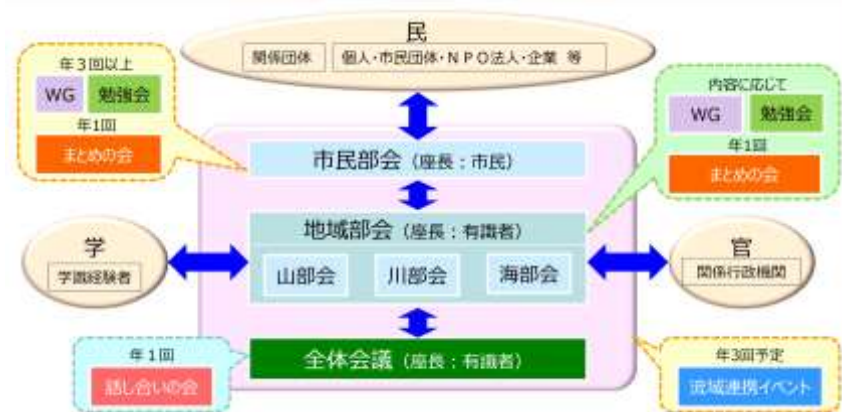 民
関係団体
個人・市民団体・NPO法人・企業 等
年3回以上
WG
勉強会
年1回
まとめの会
内容に応じて
WG
勉強会
年1回
まとめの会
市民部会（座長：市民）
地域部会（座長：有識者）
山部会
川部会
海部会
学
学識経験者
官
関係行政機関
全体会議（座長：有識者）
年1回
話し合いの会
年3回予定
流域連携イベント